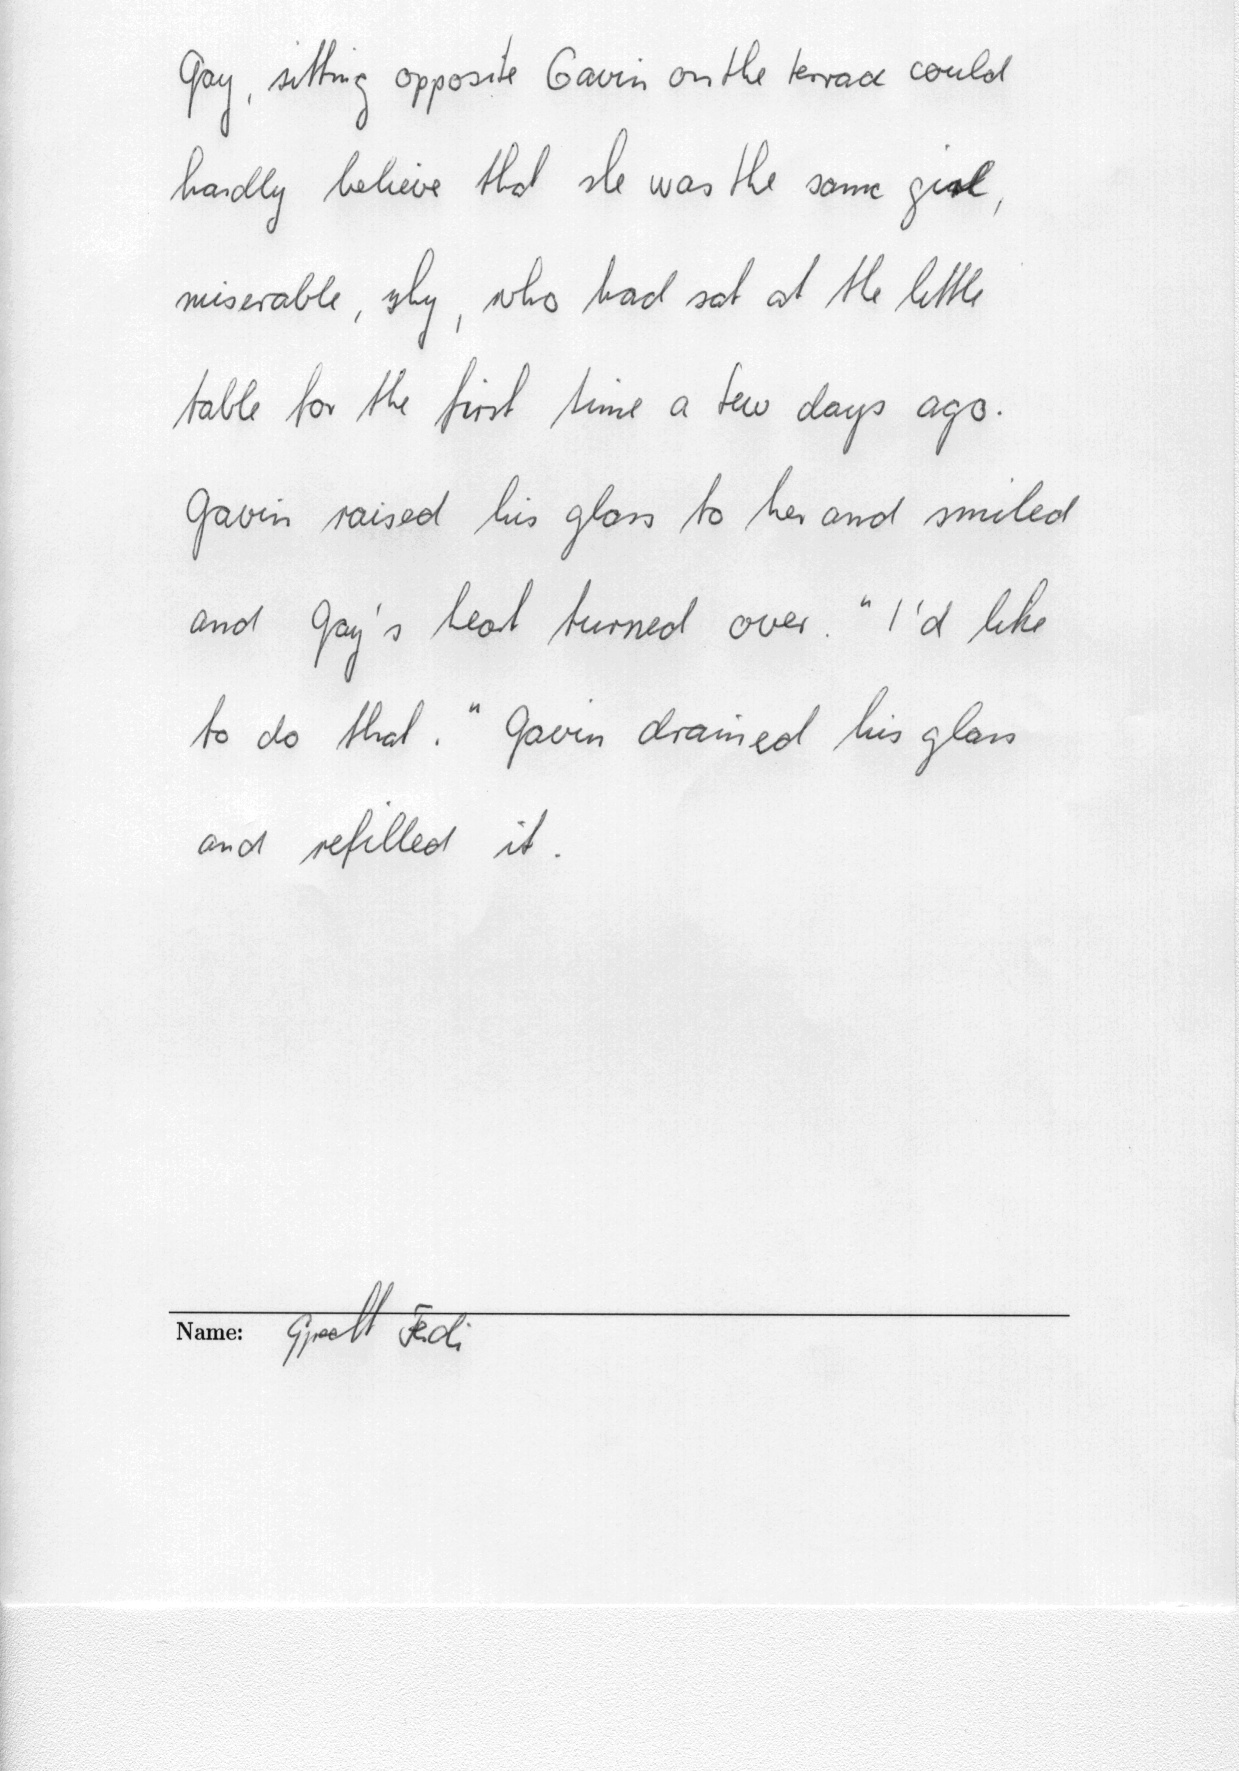 Gay, sitting opposite Gavin on the terrace could
hardly believe that she was the same girl,
miserable, shy, who had sat at the little
table for the first time a few days ago.
Gavin raised his glass to her and smiled
and Gay's heart turned over. "I'd like
to do that." Gavin drained his glass
and refilled it.
Name: